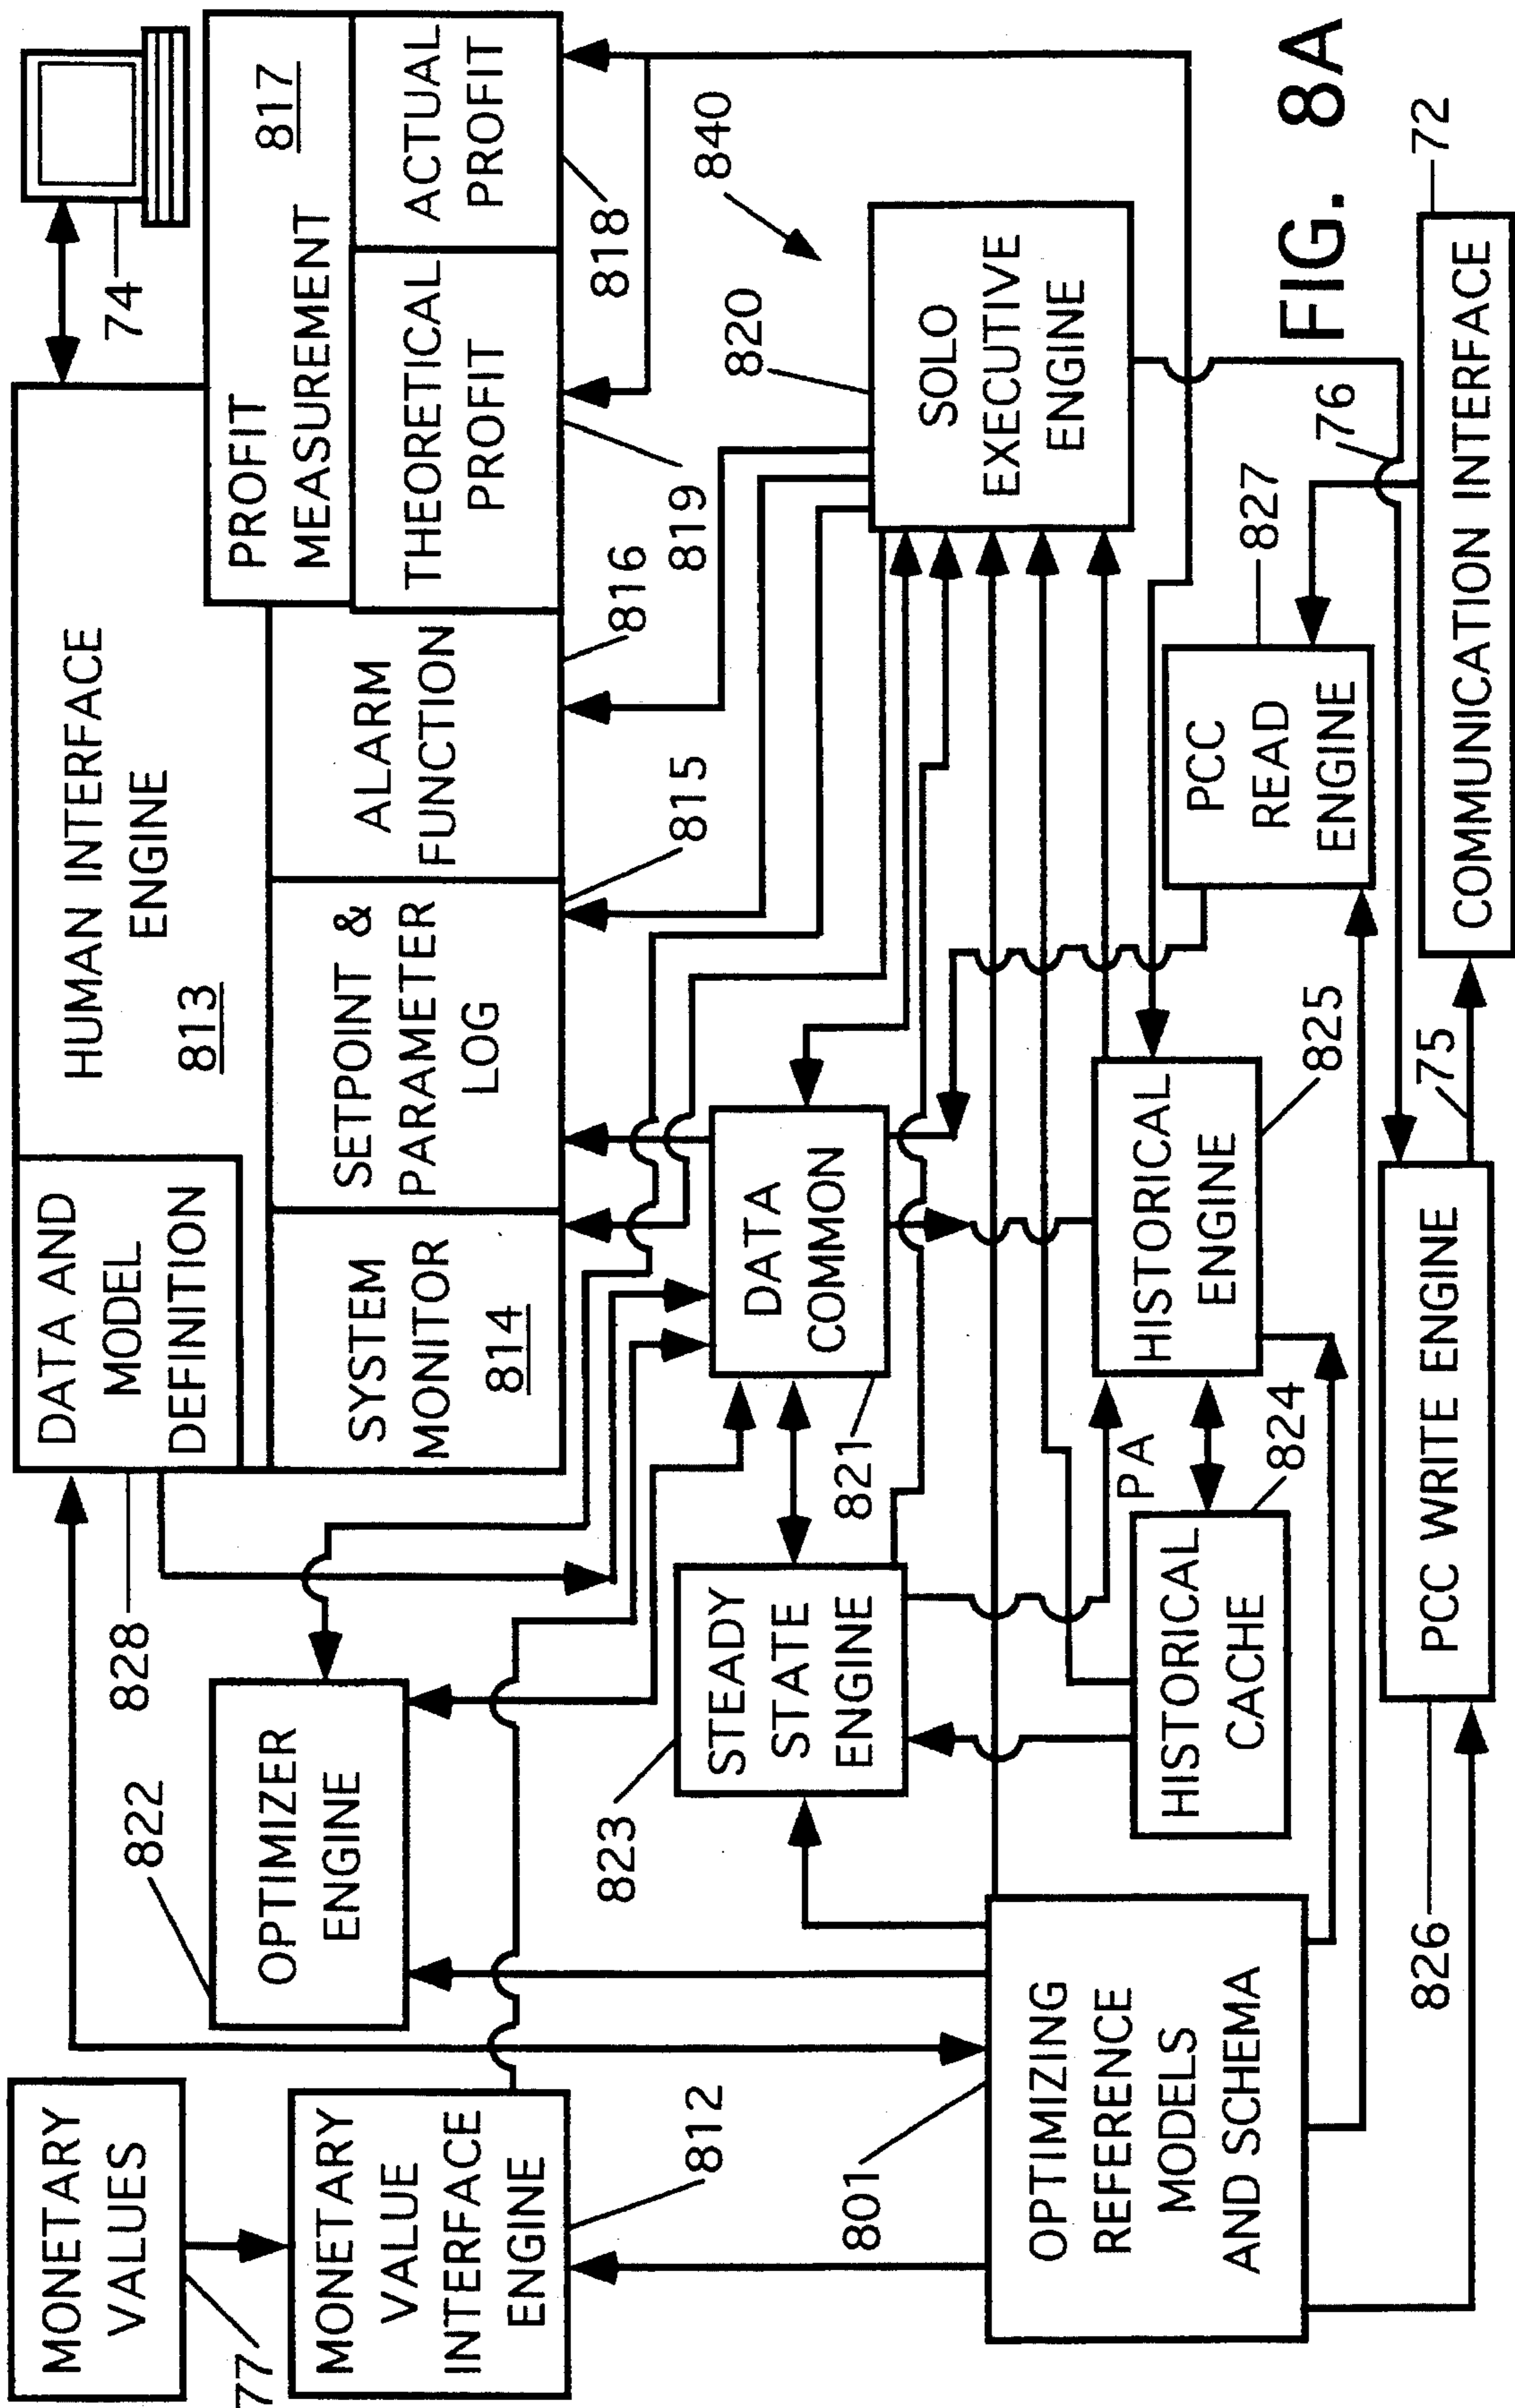 MONETARY
VALUES
77
MONETARY
VALUE
INTERFACE
ENGINE
812
822
OPTIMIZER
ENGINE
828
DATA AND
MODEL
DEFINITION
HUMAN INTERFACE
ENGINE
813
74
SYSTEM
MONITOR
814
SETPOINT &
PARAMETER
LOG
815
ALARM
FUNCTION
816
PROFIT
MEASUREMENT
817
THEORETICAL
PROFIT
819
ACTUAL
PROFIT
818
840
820
SOLO
EXECUTIVE
ENGINE
DATA
COMMON
821
823
STEADY
STATE
ENGINE
801
OPTIMIZING
REFERENCE
MODELS
AND SCHEMA
HISTORICAL
CACHE
824
PA
HISTORICAL
ENGINE
825
PCC
READ
ENGINE
827
76
826
PCC WRITE ENGINE
75
COMMUNICATION INTERFACE
72
FIG. 8A